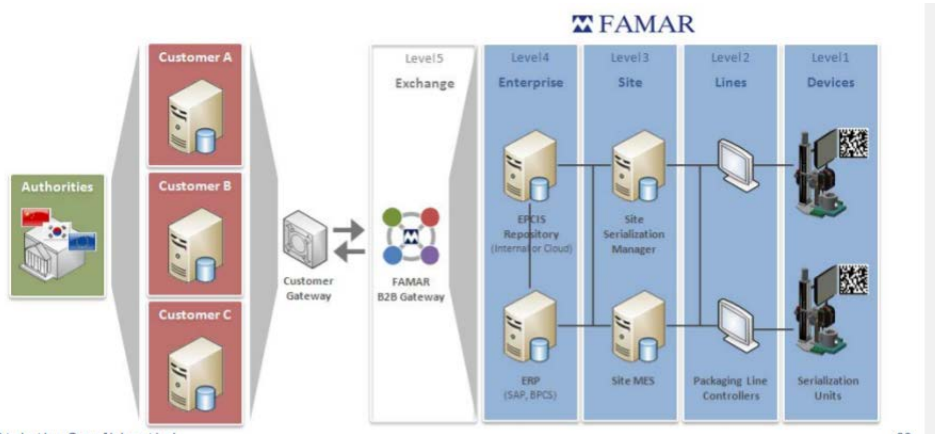 FAMAR
Authorities
Customer A
Customer B
Customer C
Customer
Gateway
Level5
Exchange
FAMAR
B2B Gateway
Level4
Enterprise
EPCIS
Repository
(Internal or Cloud)
ERP
(SAP, BPCS)
Level3
Site
Site
Serialization
Manager
Site MES
Level2
Lines
Packaging Line
Controllers
Level1
Devices
Serialization
Units